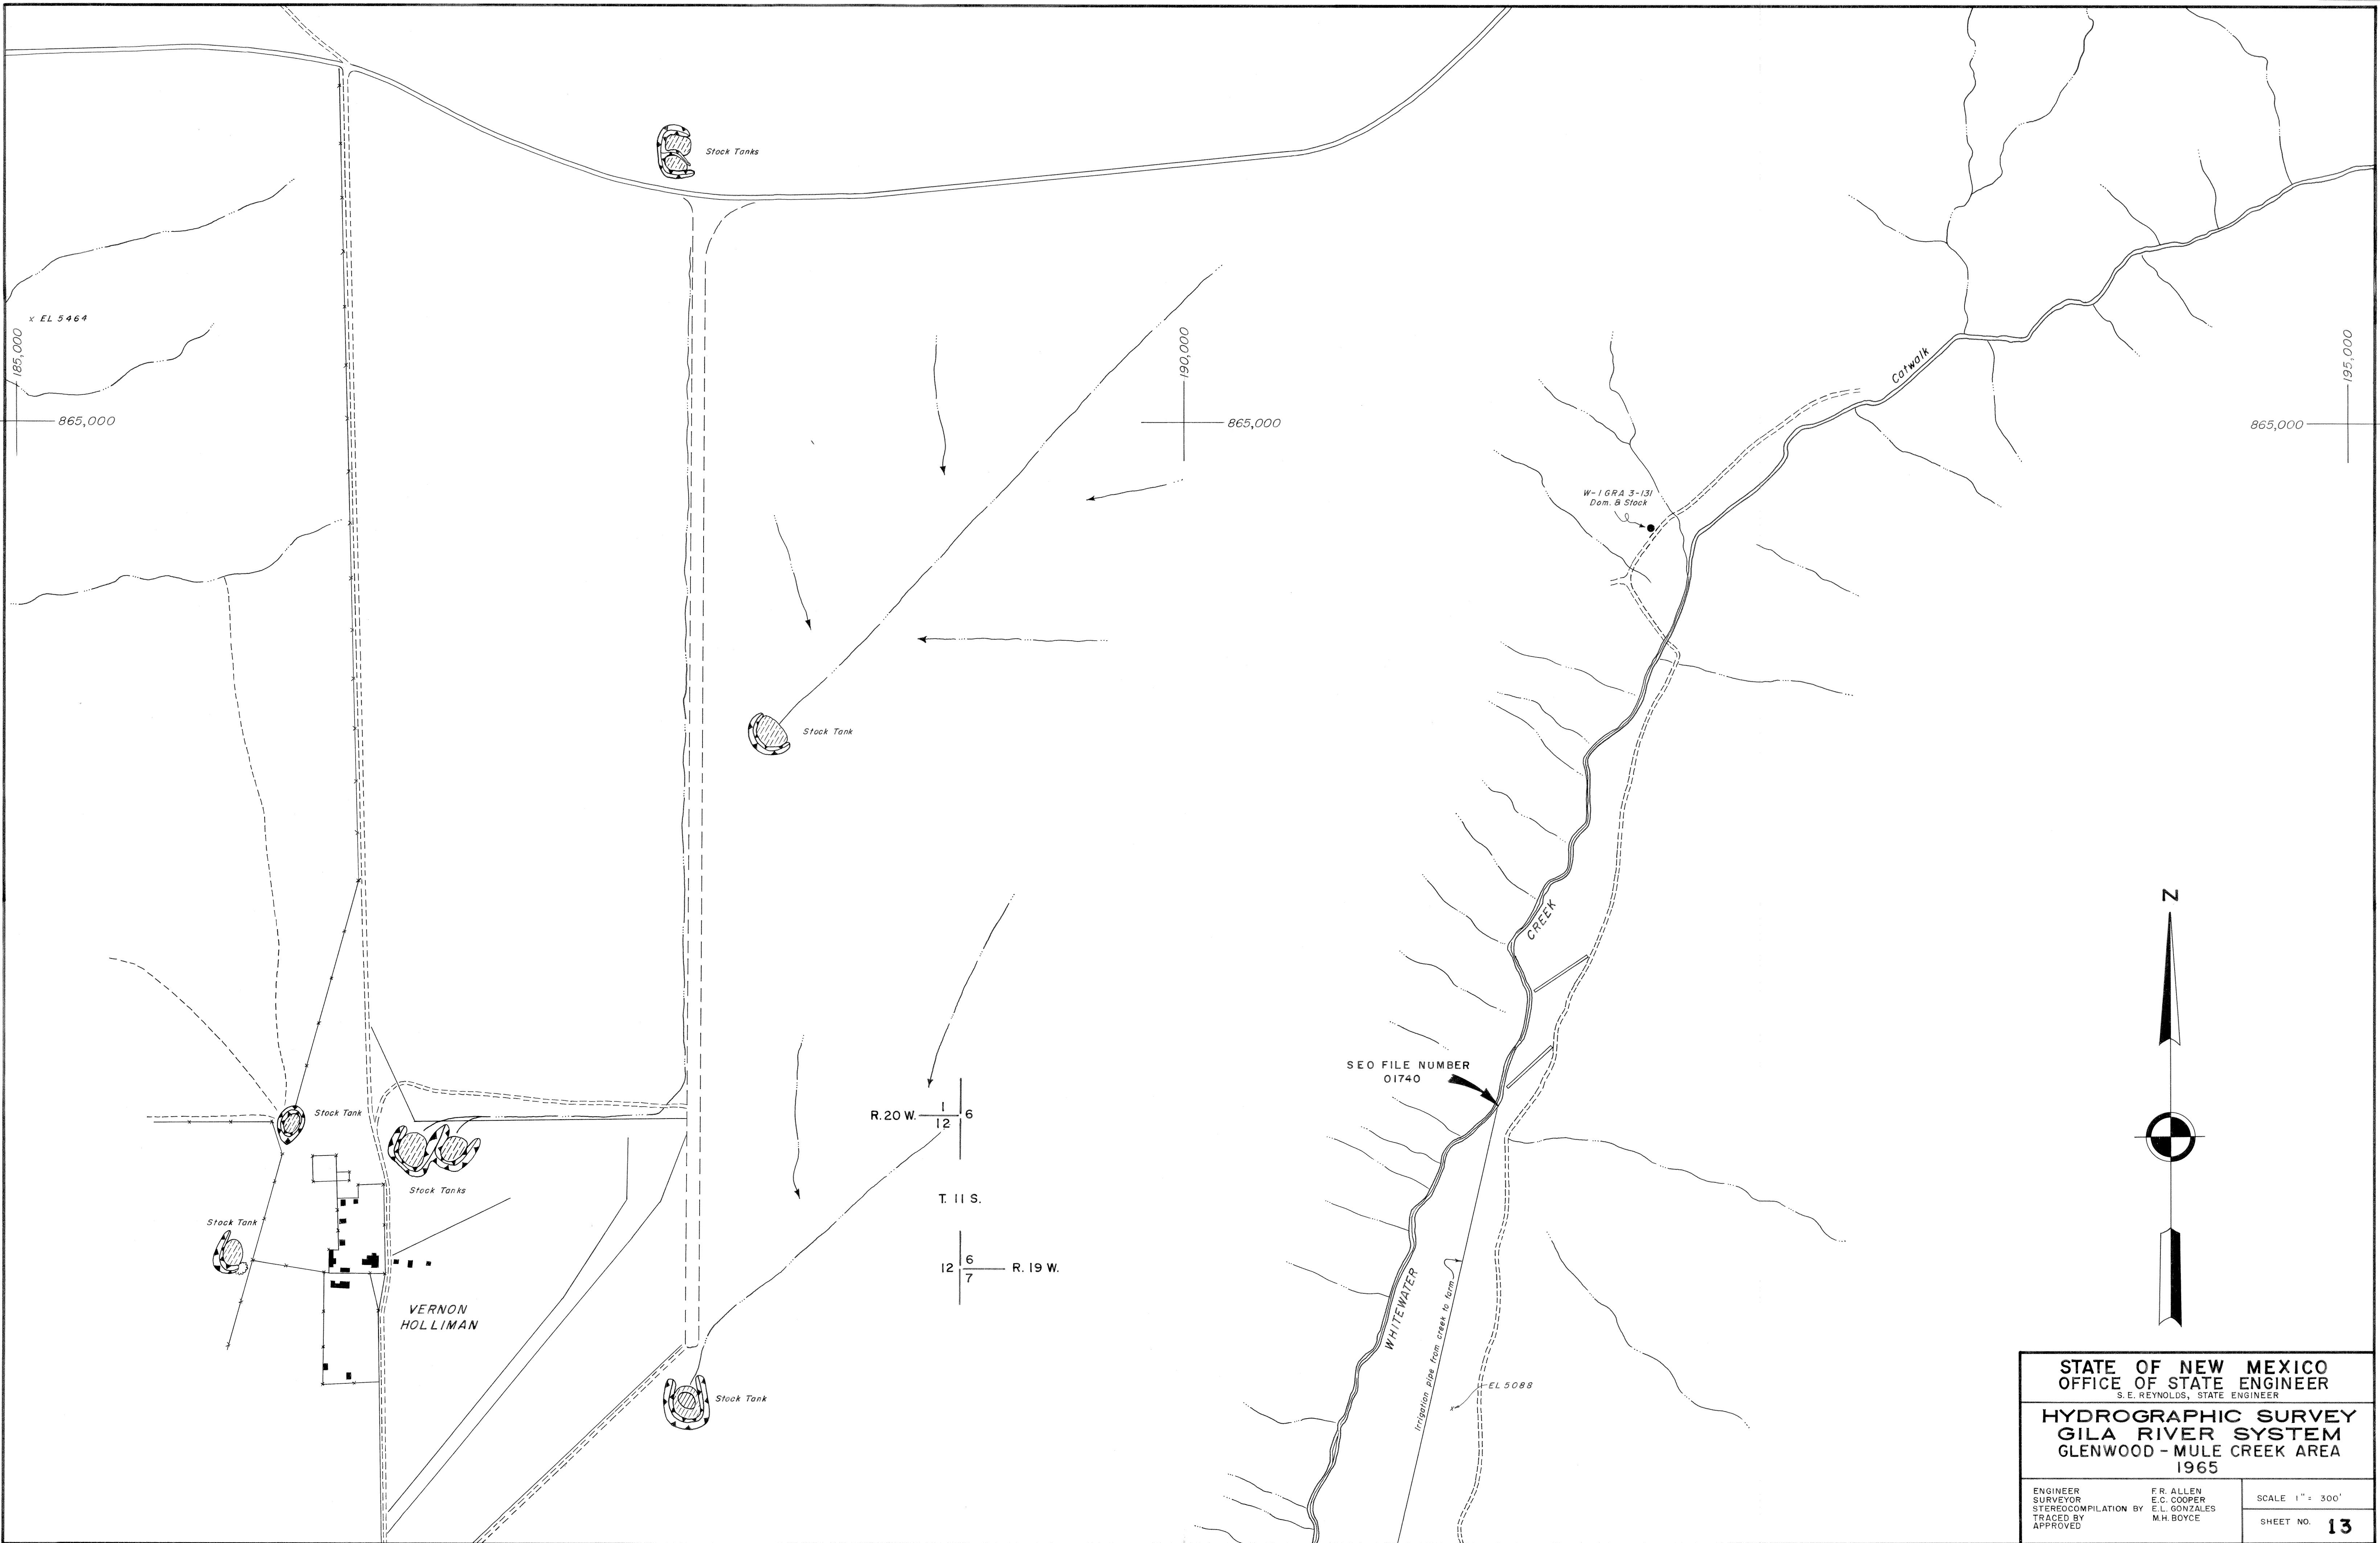 Stock Tanks
x EL 5464
185,000
190,000
195,000
865,000
865,000
865,000
Catwalk
W-1 GRA 3-131
Dom. & Stock
Stock Tank
CREEK
N
SEO FILE NUMBER
01740
R. 20 W.
1
6
12
T. 11 S.
6
12
7
R. 19 W.
Stock Tank
Stock Tanks
Stock Tank
VERNON
HOLLIMAN
Stock Tank
WHITEWATER
Irrigation pipe from creek to farm
EL 5088
x
STATE OF NEW MEXICO
OFFICE OF STATE ENGINEER
S.E. REYNOLDS, STATE ENGINEER
HYDROGRAPHIC SURVEY
GILA RIVER SYSTEM
GLENWOOD - MULE CREEK AREA
1965
ENGINEER F.R. ALLEN
SURVEYOR E.C. COOPER
STEREOCOMPILATION BY E.L. GONZALES
TRACED BY M.H. BOYCE
APPROVED
SCALE 1" = 300'
SHEET NO. 13